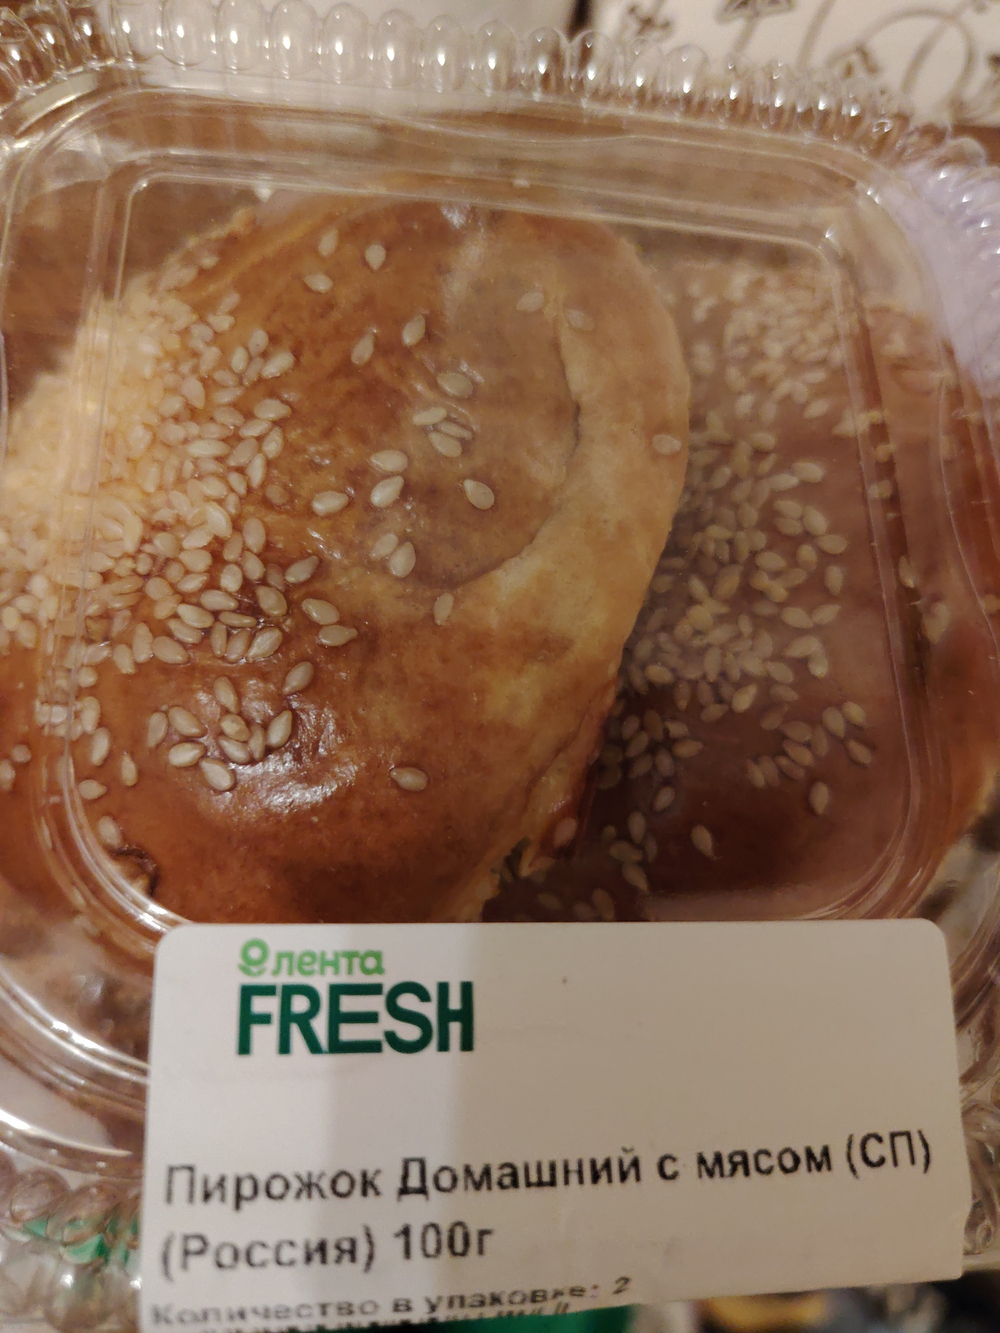 лента
FRESH
Пирожок Домашний с мясом (СП)
(Россия) 100г
Количество в упаковке: 2